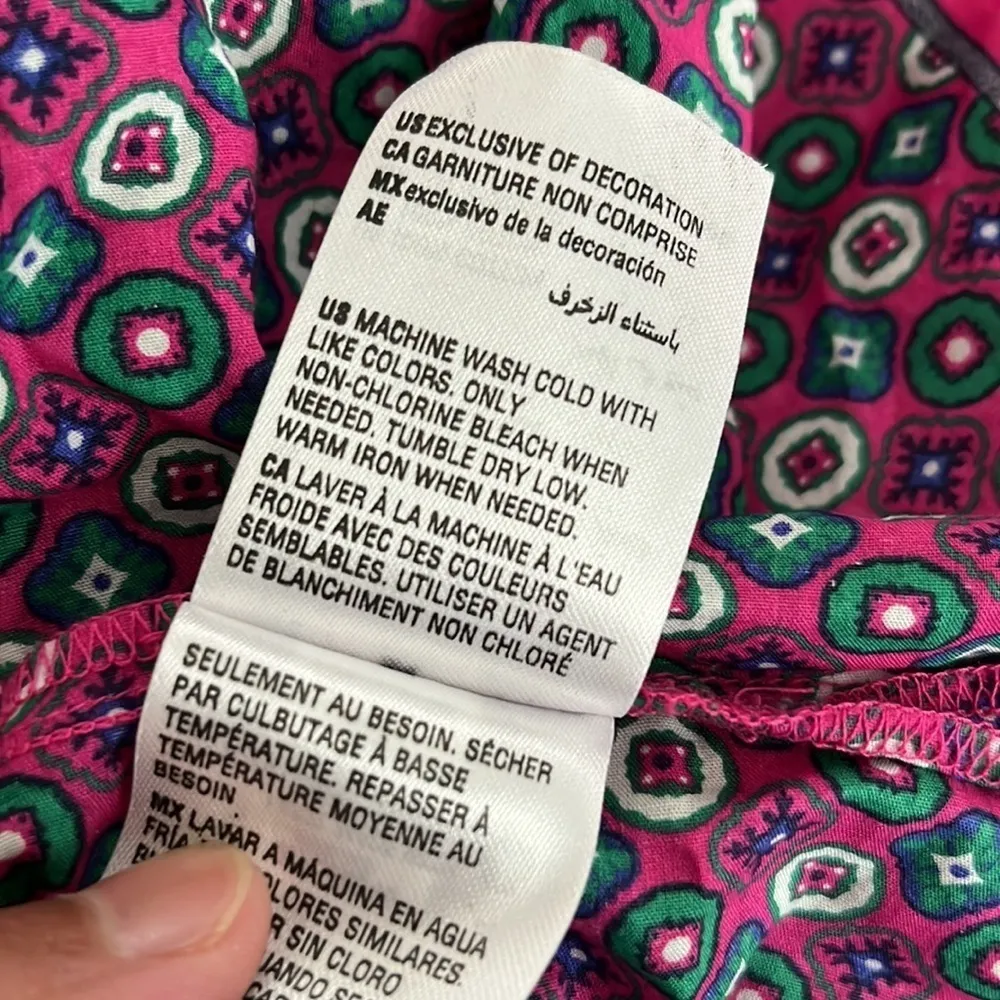 US EXCLUSIVE OF DECORATION
CA GARNITURE NON COMPRISE
MX exclusivo de la decoración
AE
باستثناء الزخرف
US MACHINE WASH COLD WITH
LIKE COLORS. ONLY
NON-CHLORINE BLEACH WHEN
NEEDED. TUMBLE DRY LOW.
WARM IRON WHEN NEEDED.
CA LAVER À LA MACHINE À L'EAU
FROIDE AVEC DES COULEURS
SEMBLABLES. UTILISER UN AGENT
DE BLANCHIMENT NON CHLORÉ
SEULEMENT AU BESOIN. SÉCHER
PAR CULBUTAGE À BASSE
TEMPÉRATURE. REPASSER À
TEMPÉRATURE MOYENNE AU
BESOIN
MX LAVAR A MÁQUINA EN AGUA
FRÍA
SIMILARES.
SIN CLORO